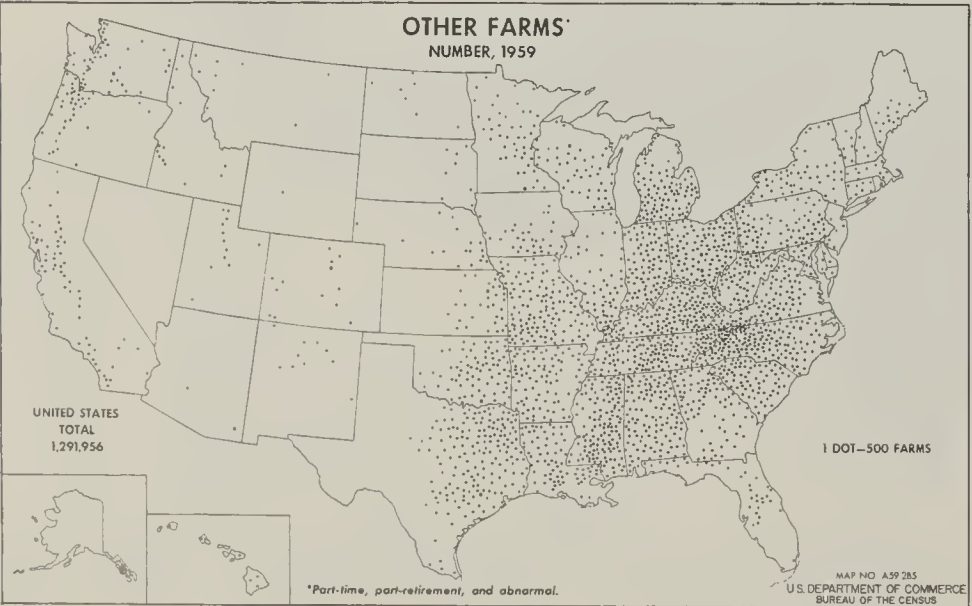 OTHER FARMS*
NUMBER, 1959
UNITED STATES
TOTAL
1,291,956
1 DOT—500 FARMS
*Part-time, part-retirement, and abnormal.
MAP NO A59 285
U.S. DEPARTMENT OF COMMERCE
BUREAU OF THE CENSUS